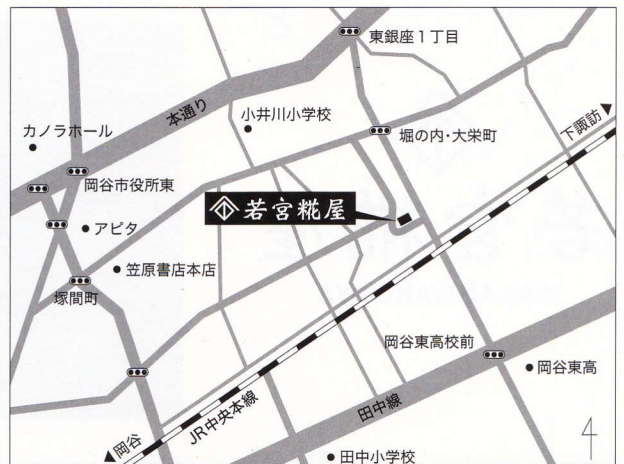 東銀座1丁目
本通り
小井川小学校
カノラホール
堀の内・大栄町
下諏訪
岡谷市役所東
若宮糀屋
アピタ
笠原書店本店
塚間町
岡谷東高校前
岡谷東高
JR中央本線
田中線
岡谷
田中小学校